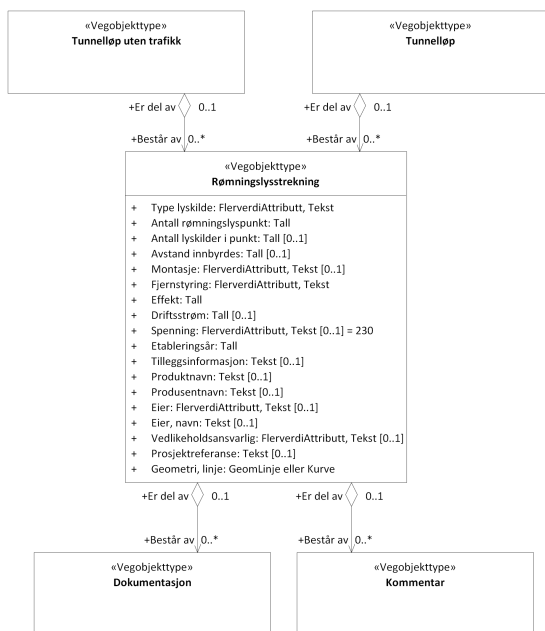 «Vegobjekttype»
Tunnelløp uten trafikk
«Vegobjekttype»
Tunnelløp
+Er del av 0..1
+Er del av 0..1
+Består av 0..*
+Består av 0..*
«Vegobjekttype»
Rømningslysstrekning
+ Type lyskilde: FlerverdiAttributt, Tekst
+ Antall rømningslyspunkt: Tall
+ Antall lyskilder i punkt: Tall [0..1]
+ Avstand innbyrdes: Tall [0..1]
+ Montasje: FlerverdiAttributt, Tekst [0..1]
+ Fjernstyring: FlerverdiAttributt, Tekst
+ Effekt: Tall
+ Driftsstrøm: Tall [0..1]
+ Spenning: FlerverdiAttributt, Tekst [0..1] = 230
+ Etableringsår: Tall
+ Tilleggsinformasjon: Tekst [0..1]
+ Produktnavn: Tekst [0..1]
+ Produsentnavn: Tekst [0..1]
+ Eier: FlerverdiAttributt, Tekst [0..1]
+ Eier, navn: Tekst [0..1]
+ Vedlikeholdsansvarlig: FlerverdiAttributt, Tekst [0..1]
+ Prosjektreferanse: Tekst [0..1]
+ Geometri, linje: GeomLinje eller Kurve
+Er del av 0..1
+Er del av 0..1
+Består av 0..*
+Består av 0..*
«Vegobjekttype»
Dokumentasjon
«Vegobjekttype»
Kommentar